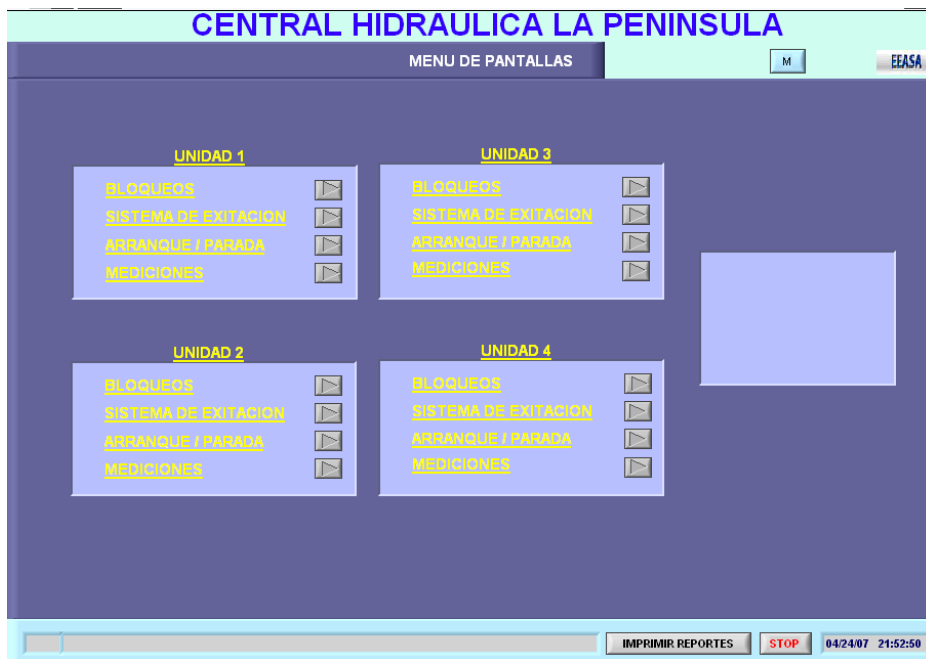 CENTRAL HIDRAULICA LA PENINSULA
MENU DE PANTALLAS
M
EEASA
UNIDAD 1
BLOQUEOS
SISTEMA DE EXITACION
ARRANQUE / PARADA
MEDICIONES
UNIDAD 3
BLOQUEOS
SISTEMA DE EXITACION
ARRANQUE / PARADA
MEDICIONES
UNIDAD 2
BLOQUEOS
SISTEMA DE EXITACION
ARRANQUE / PARADA
MEDICIONES
UNIDAD 4
BLOQUEOS
SISTEMA DE EXITACION
ARRANQUE / PARADA
MEDICIONES
IMPRIMIR REPORTES
STOP
04/24/07 21:52:50